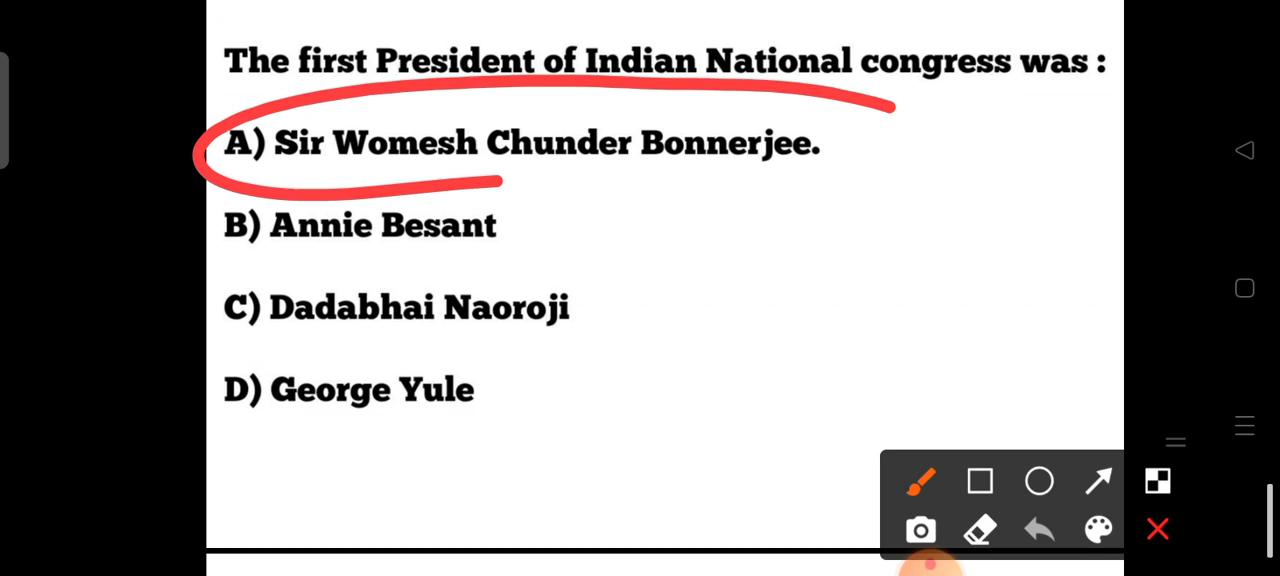 The first President of Indian National congress was :
A) Sir Womesh Chunder Bonnerjee.
B) Annie Besant
C) Dadabhai Naoroji
D) George Yule